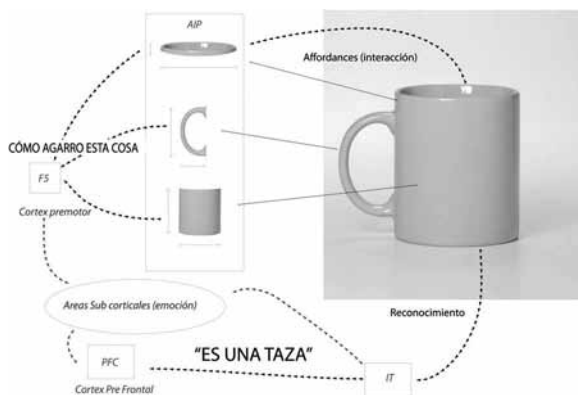 AIP
Affordances (interacción)
CÓMO AGARRO ESTA COSA
F5
Cortex premotor
Areas Sub corticales (emoción)
Reconocimiento
"ES UNA TAZA"
PFC
IT
Cortex Pre Frontal